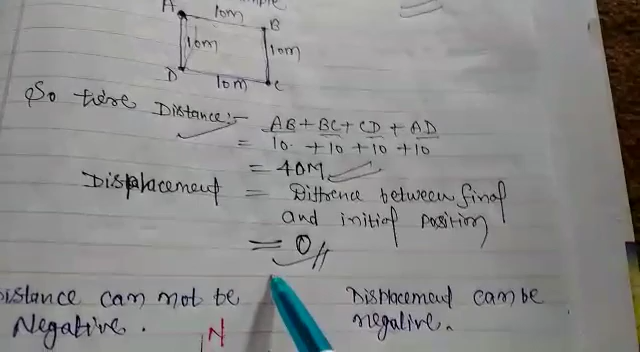 A 10m B
10m 10m
D 10m C
So here Distance:- AB + BC + CD + AD
= 10. + 10 + 10 + 10
= 40M
Displacement = Diffrence between final
and initial position
= 0
istance can not be Displacement can be
Negative. negative.
N